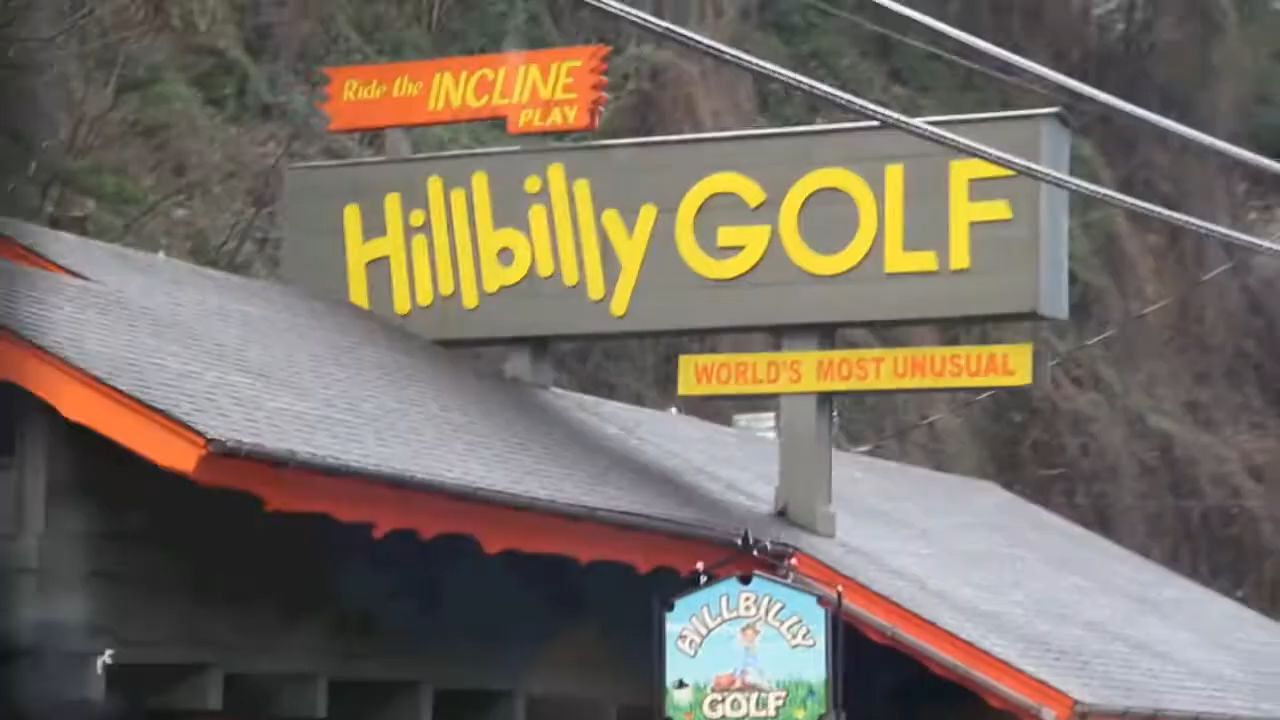 Ride the INCLINE
PLAY
Hillbilly GOLF
WORLD'S MOST UNUSUAL
HILLBILLY
GOLF